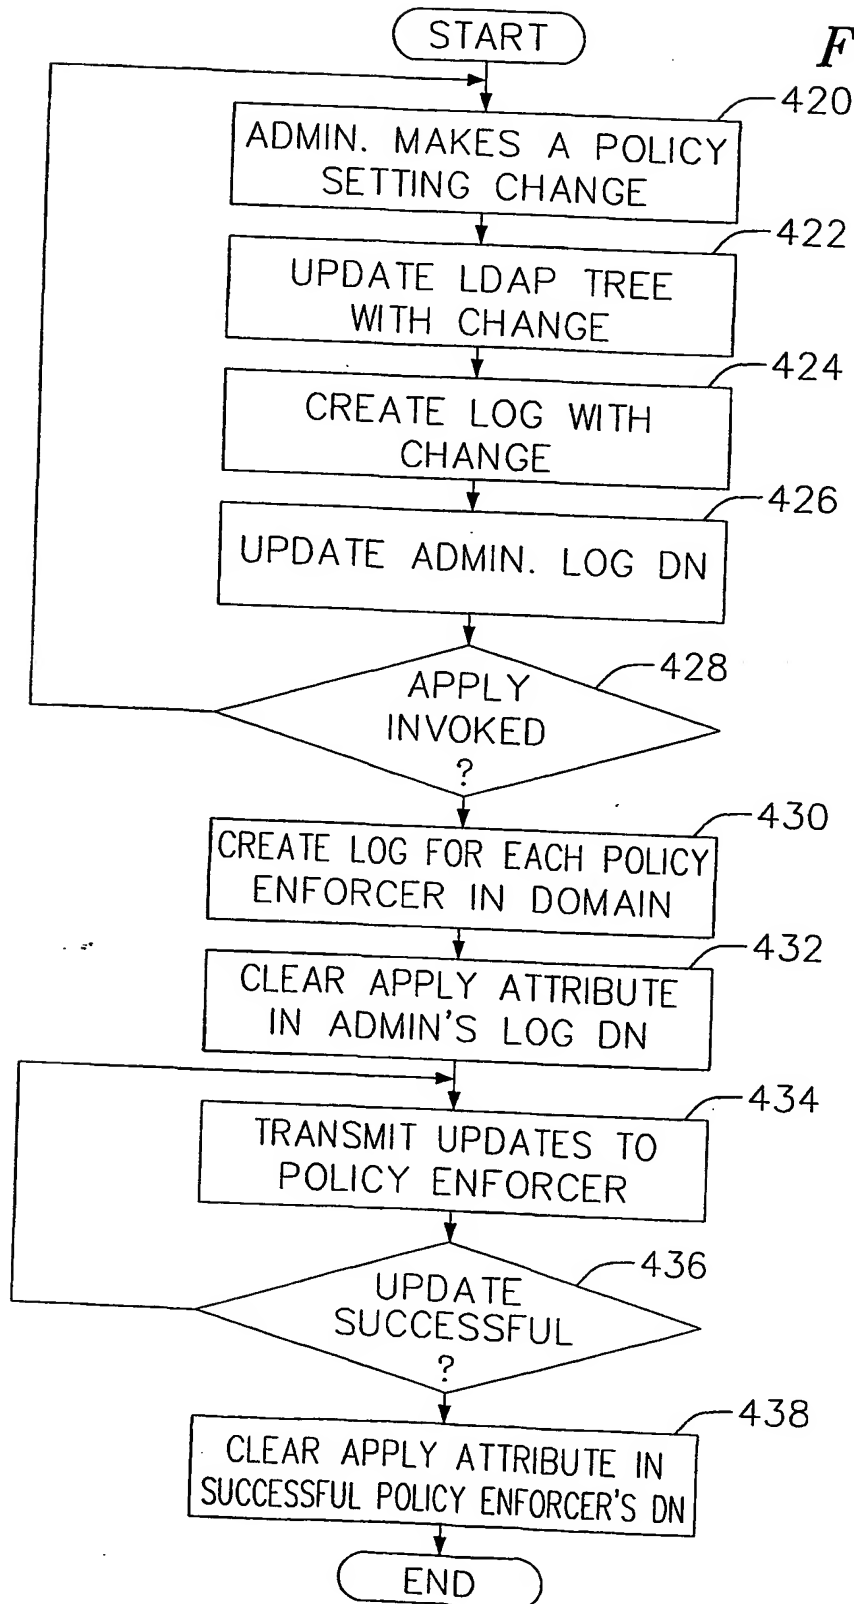 START
F
420
ADMIN. MAKES A POLICY
SETTING CHANGE
422
UPDATE LDAP TREE
WITH CHANGE
424
CREATE LOG WITH
CHANGE
426
UPDATE ADMIN. LOG DN
428
APPLY
INVOKED
?
430
CREATE LOG FOR EACH POLICY
ENFORCER IN DOMAIN
432
CLEAR APPLY ATTRIBUTE
IN ADMIN'S LOG DN
434
TRANSMIT UPDATES TO
POLICY ENFORCER
436
UPDATE
SUCCESSFUL
?
438
CLEAR APPLY ATTRIBUTE IN
SUCCESSFUL POLICY ENFORCER'S DN
END